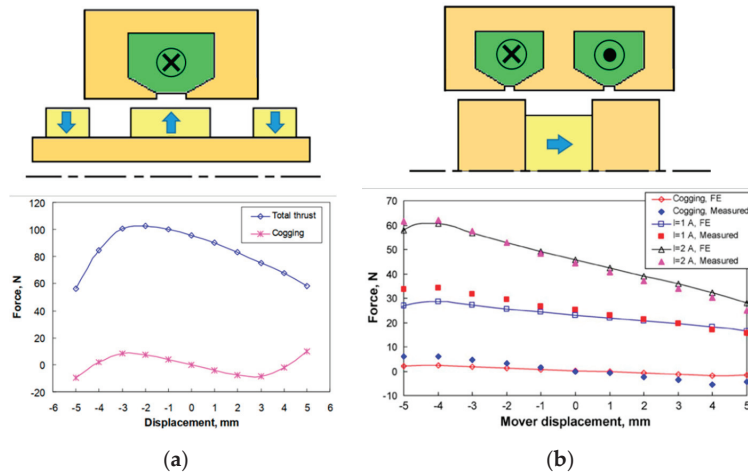 Total thrust
Cogging
Force, N
120
100
80
60
40
20
0
-20
-6 -5 -4 -3 -2 -1 0 1 2 3 4 5 6
Displacement, mm
(a)
Cogging, FE
Cogging, Measured
I=1 A, FE
I=1 A, Measured
I=2 A, FE
I=2 A, Measured
Force, N
70
60
50
40
30
20
10
0
-10
-5 -4 -3 -2 -1 0 1 2 3 4 5
Mover displacement, mm
(b)